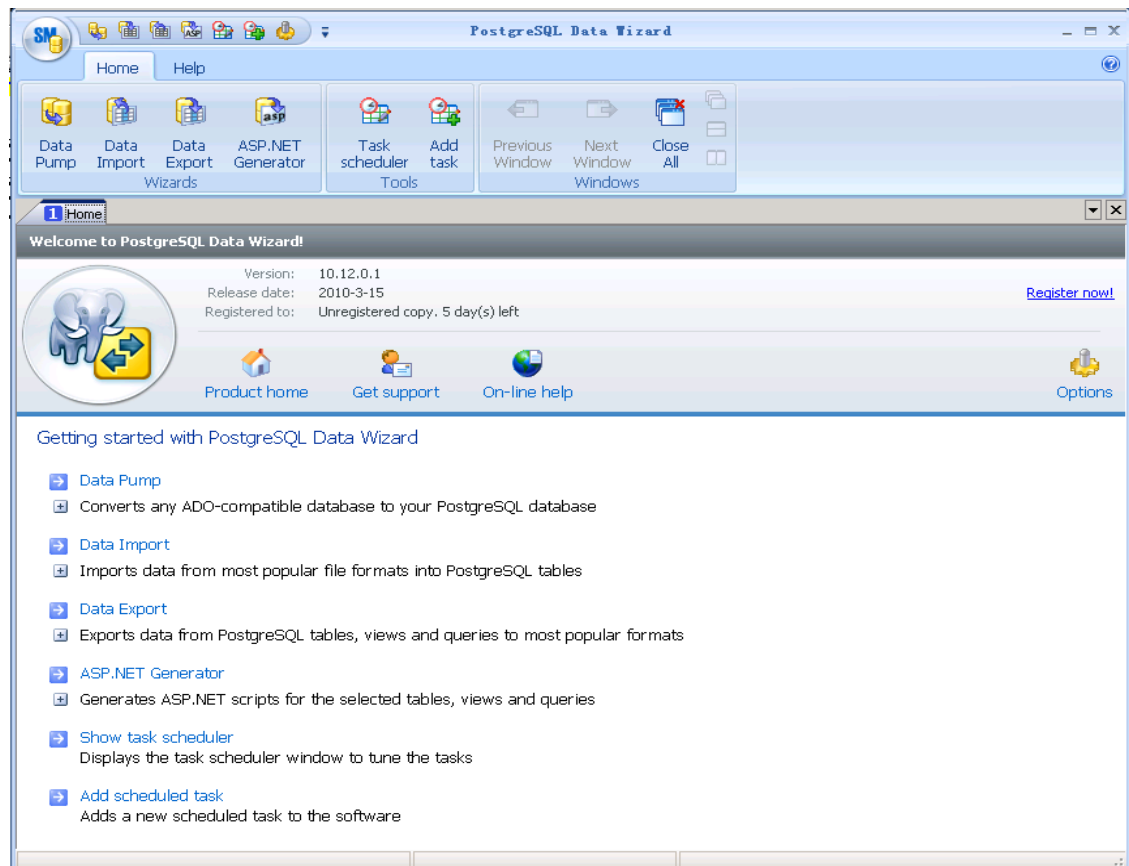 SM
PostgreSQL Data Wizard
Home Help
asp
Data Pump
Data Import
Data Export
ASP.NET Generator
Task scheduler
Add task
Previous Window
Next Window
Close All
Wizards
Tools
Windows
1 Home
Welcome to PostgreSQL Data Wizard!
Version: 10.12.0.1
Release date: 2010-3-15
Registered to: Unregistered copy. 5 day(s) left
Register now!
Product home
Get support
On-line help
Options
Getting started with PostgreSQL Data Wizard
Data Pump
Converts any ADO-compatible database to your PostgreSQL database
Data Import
Imports data from most popular file formats into PostgreSQL tables
Data Export
Exports data from PostgreSQL tables, views and queries to most popular formats
ASP.NET Generator
Generates ASP.NET scripts for the selected tables, views and queries
Show task scheduler
Displays the task scheduler window to tune the tasks
Add scheduled task
Adds a new scheduled task to the software